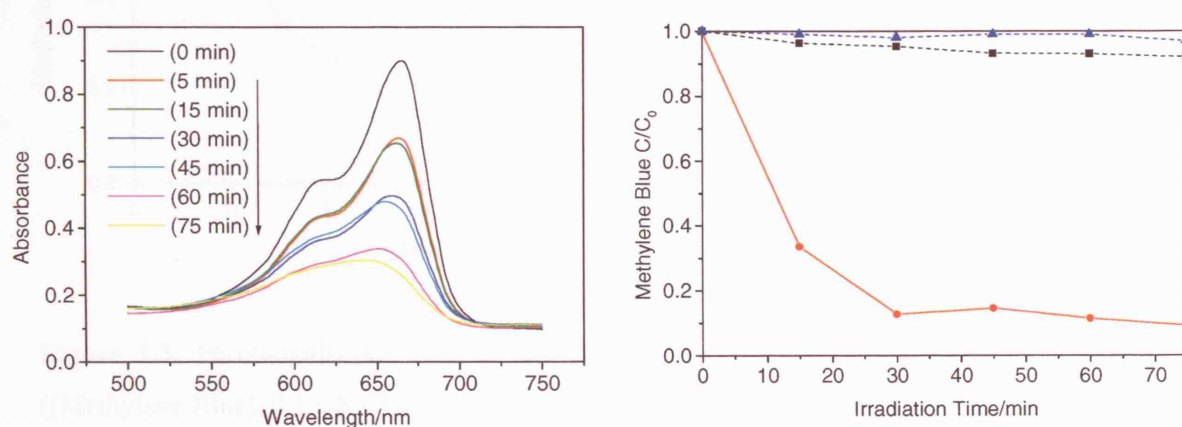 1.0
0.8
0.6
0.4
0.2
0.0
Absorbance
(0 min)
(5 min)
(15 min)
(30 min)
(45 min)
(60 min)
(75 min)
500 550 600 650 700 750
Wavelength/nm
1.0
0.8
0.6
0.4
0.2
0.0
Methylene Blue C/C0
0 10 20 30 40 50 60 70
Irradiation Time/min